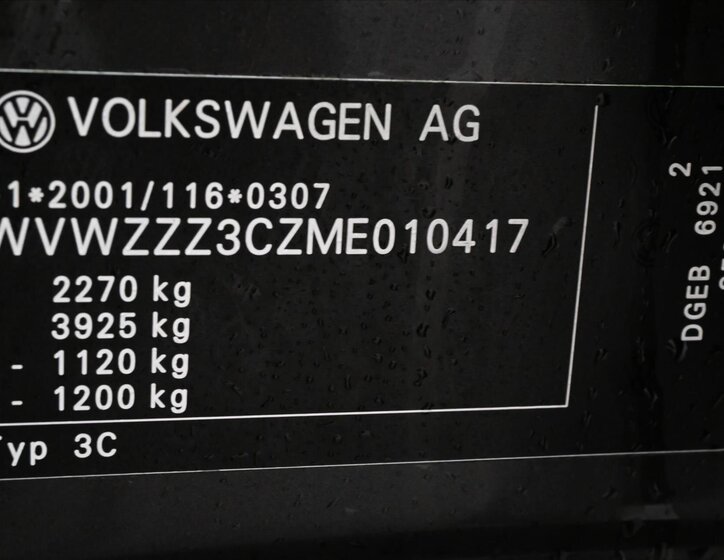 VOLKSWAGEN AG
1*2001/116*0307
WVWZZZ3CZME010417
2270 kg
3925 kg
- 1120 kg
- 1200 kg
Typ 3C
DGEB 6921
2